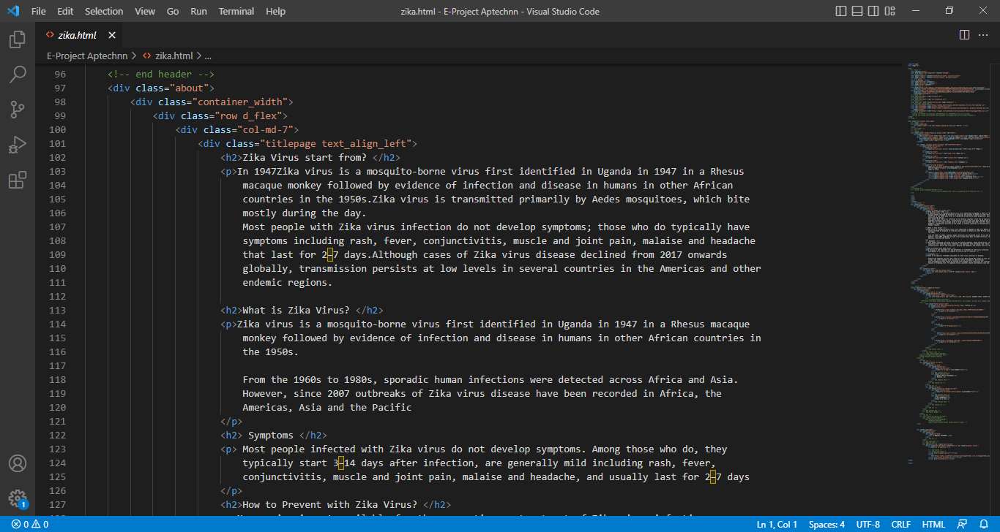 File Edit Selection View Go Run Terminal Help
zika.html - E-Project Aptechnn - Visual Studio Code
zika.html
E-Project Aptechnn > zika.html > ...
96 <!-- end header -->
97 <div class="about">
98 <div class="container_width">
99 <div class="row d_flex">
100 <div class="col-md-7">
101 <div class="titlepage text_align_left">
102 <h2>Zika Virus start from? </h2>
103 <p>In 1947Zika virus is a mosquito-borne virus first identified in Uganda in 1947 in a Rhesus
104 macaque monkey followed by evidence of infection and disease in humans in other African
105 countries in the 1950s.Zika virus is transmitted primarily by Aedes mosquitoes, which bite
106 mostly during the day.
107 Most people with Zika virus infection do not develop symptoms; those who do typically have
108 symptoms including rash, fever, conjunctivitis, muscle and joint pain, malaise and headache
109 that last for 2–7 days.Although cases of Zika virus disease declined from 2017 onwards
110 globally, transmission persists at low levels in several countries in the Americas and other
111 endemic regions.
112
113 <h2>What is Zika Virus? </h2>
114 <p>Zika virus is a mosquito-borne virus first identified in Uganda in 1947 in a Rhesus macaque
115 monkey followed by evidence of infection and disease in humans in other African countries in
116 the 1950s.
117
118 From the 1960s to 1980s, sporadic human infections were detected across Africa and Asia.
119 However, since 2007 outbreaks of Zika virus disease have been recorded in Africa, the
120 Americas, Asia and the Pacific
121 </p>
122 <h2> Symptoms </h2>
123 <p> Most people infected with Zika virus do not develop symptoms. Among those who do, they
124 typically start 3–14 days after infection, are generally mild including rash, fever,
125 conjunctivitis, muscle and joint pain, malaise and headache, and usually last for 2–7 days
126 </p>
127 <h2>How to Prevent with Zika Virus? </h2>
1
0 0 Ln 1, Col 1 Spaces: 4 UTF-8 CRLF HTML